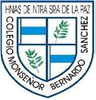 HNAS DE NTRA SRA DE LA PAZ
COLEGIO MONSEÑOR BERNARDO SANCHEZ